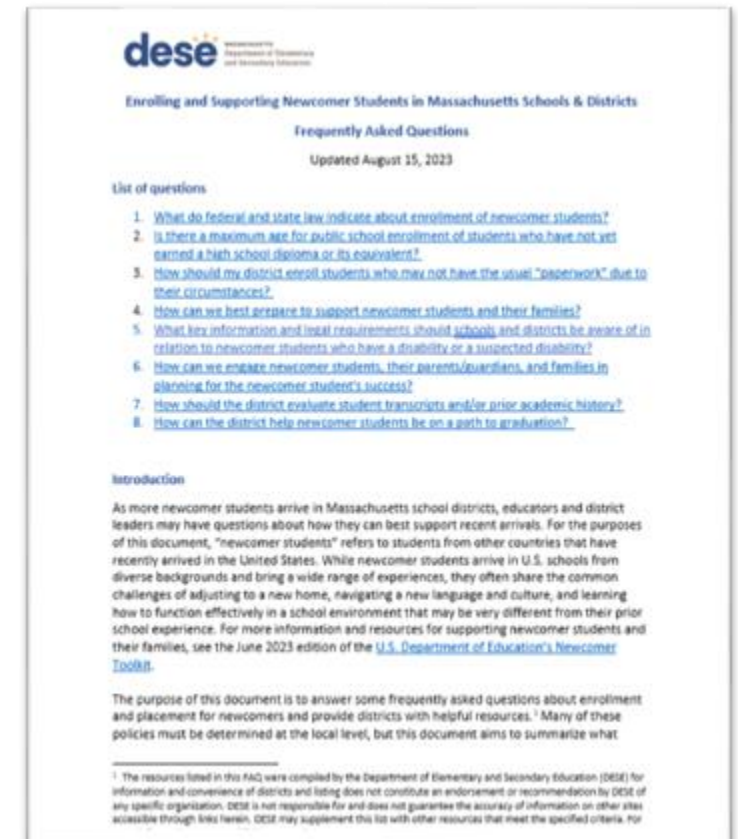 dese
MASSACHUSETTS
Department of Elementary
and Secondary Education
Enrolling and Supporting Newcomer Students in Massachusetts Schools & Districts
Frequently Asked Questions
Updated August 15, 2023
List of questions
1. What do federal and state law indicate about enrollment of newcomer students?
2. Is there a maximum age for public school enrollment of students who have not yet
earned a high school diploma or its equivalent?
3. How should my district enroll students who may not have the usual "paperwork" due to
their circumstances?
4. How can we best prepare to support newcomer students and their families?
5. What key information and legal requirements should schools and districts be aware of in
relation to newcomer students who have a disability or a suspected disability?
6. How can we engage newcomer students, their parents/guardians, and families in
planning for the newcomer student's success?
7. How should the district evaluate student transcripts and/or prior academic history?
8. How can the district help newcomer students be on a path to graduation?
Introduction
As more newcomer students arrive in Massachusetts school districts, educators and district
leaders may have questions about how they can best support recent arrivals. For the purposes
of this document, "newcomer students" refers to students from other countries that have
recently arrived in the United States. While newcomer students arrive in U.S. schools from
diverse backgrounds and bring a wide range of experiences, they often share the common
challenges of adjusting to a new home, navigating a new language and culture, and learning
how to function effectively in a school environment that may be very different from their prior
school experience. For more information and resources for supporting newcomer students and
their families, see the June 2023 edition of the U.S. Department of Education's Newcomer
Toolkit.
The purpose of this document is to answer some frequently asked questions about enrollment
and placement for newcomers and provide districts with helpful resources.¹ Many of these
policies must be determined at the local level, but this document aims to summarize what
¹ The resources listed in this FAQ were compiled by the Department of Elementary and Secondary Education (DESE) for
information and convenience of districts and listing does not constitute an endorsement or recommendation by DESE of
any specific organization. DESE is not responsible for and does not guarantee the accuracy of information on other sites
accessible through links herein. DESE may supplement this list with other resources that meet the specified criteria. For